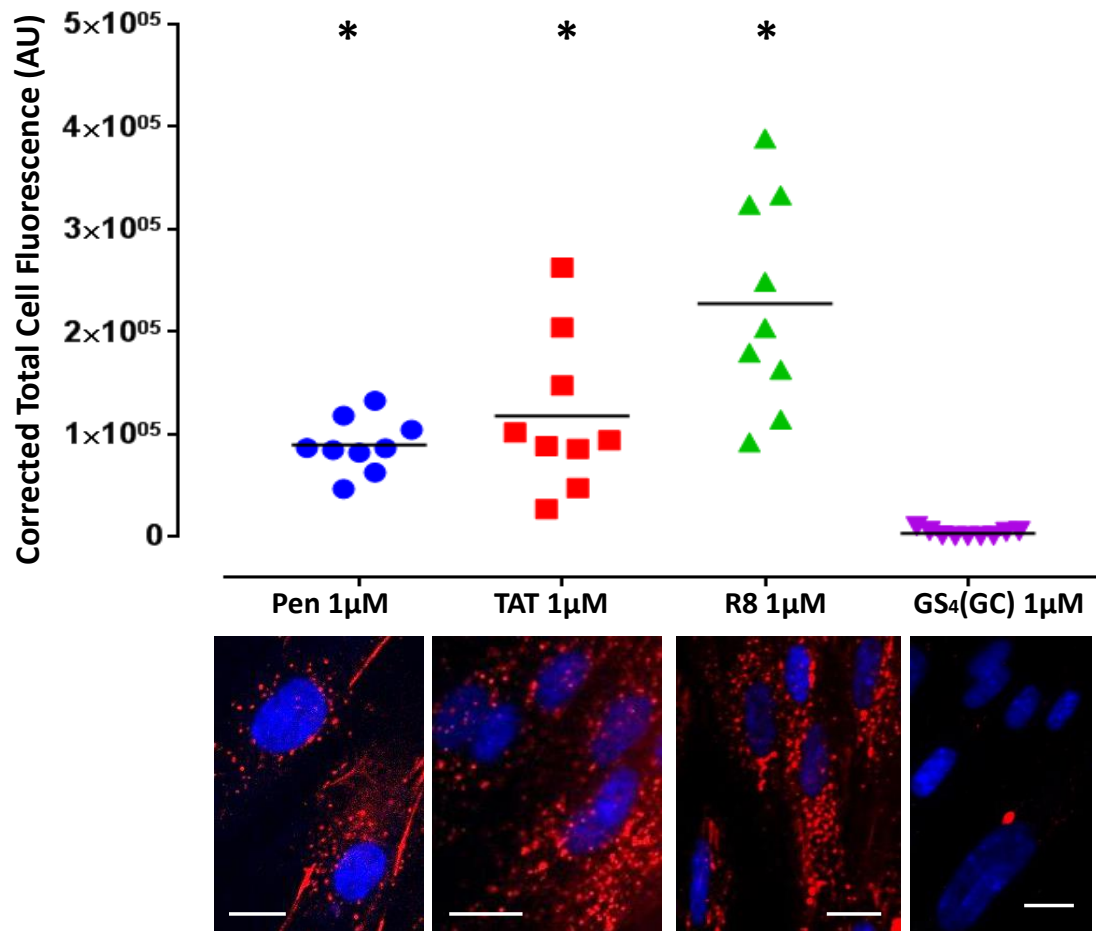 Corrected Total Cell Fluorescence (AU)
5×10⁰⁵
4×10⁰⁵
3×10⁰⁵
2×10⁰⁵
1×10⁰⁵
0
* * *
Pen 1µM TAT 1µM R8 1µM GS₄(GC) 1µM